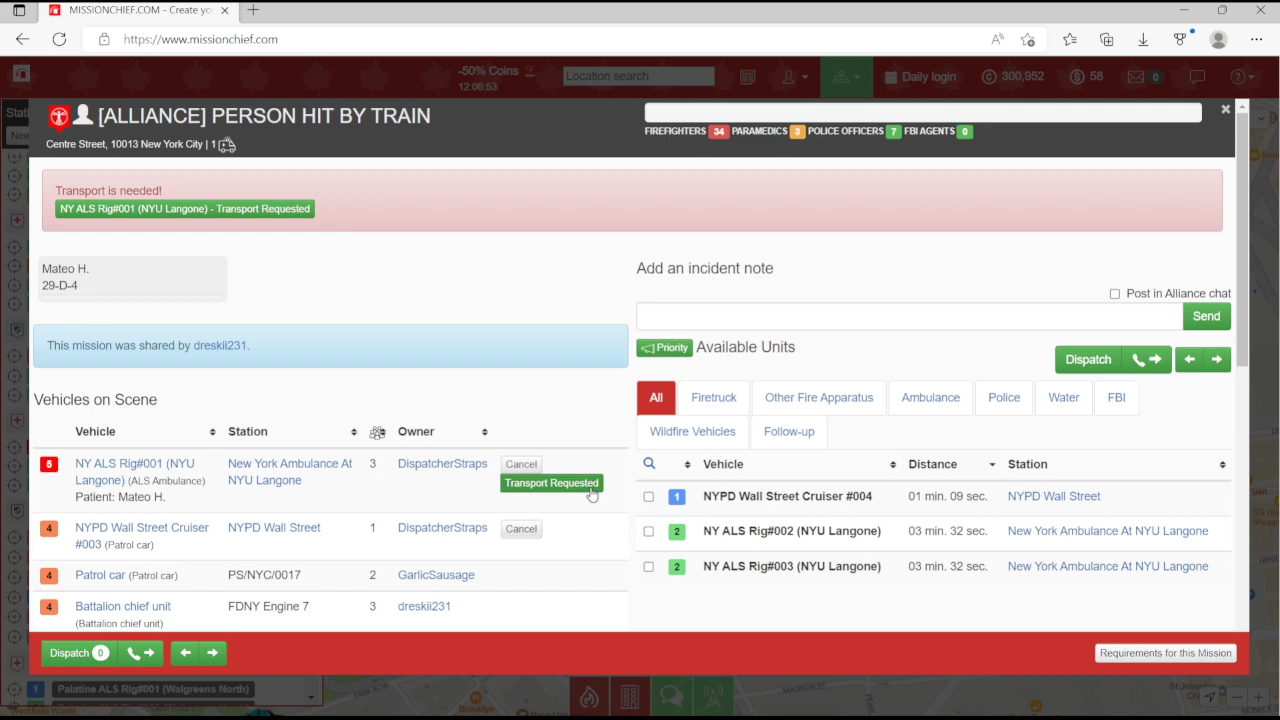 MISSIONCHIEF.COM - Create yo
https://www.missionchief.com
-50% Coins
12:06:53
Location search
Daily login
300,952
58
0
[ALLIANCE] PERSON HIT BY TRAIN
Centre Street, 10013 New York City | 1
FIREFIGHTERS 34 PARAMEDICS 3 POLICE OFFICERS 7 FBI AGENTS 0
Transport is needed!
NY ALS Rig#001 (NYU Langone) - Transport Requested
Mateo H.
29-D-4
This mission was shared by dreskii231.
Vehicles on Scene
Vehicle Station Owner
5 NY ALS Rig#001 (NYU Langone) (ALS Ambulance) New York Ambulance At NYU Langone 3 DispatcherStraps Cancel
Patient: Mateo H. Transport Requested
4 NYPD Wall Street Cruiser #003 (Patrol car) NYPD Wall Street 1 DispatcherStraps Cancel
4 Patrol car (Patrol car) PS/NYC/0017 2 GarlicSausage
4 Battalion chief unit (Battalion chief unit) FDNY Engine 7 3 dreskii231
Add an incident note
Post in Alliance chat
Send
Priority Available Units
Dispatch
All Firetruck Other Fire Apparatus Ambulance Police Water FBI
Wildfire Vehicles Follow-up
Vehicle Distance Station
1 NYPD Wall Street Cruiser #004 01 min. 09 sec. NYPD Wall Street
2 NY ALS Rig#002 (NYU Langone) 03 min. 32 sec. New York Ambulance At NYU Langone
2 NY ALS Rig#003 (NYU Langone) 03 min. 32 sec. New York Ambulance At NYU Langone
Dispatch 0
Requirements for this Mission
1 Palatine ALS Rig#001 (Walgreens North)
Brooklyn